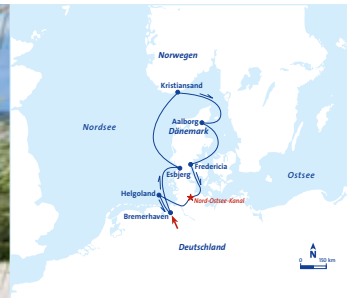 Norwegen
Kristiansand
Aalborg
Dänemark
Nordsee
Fredericia
Esbjerg
Ostsee
Helgoland
Nord-Ostsee-Kanal
Bremerhaven
Deutschland
N
0 150 km